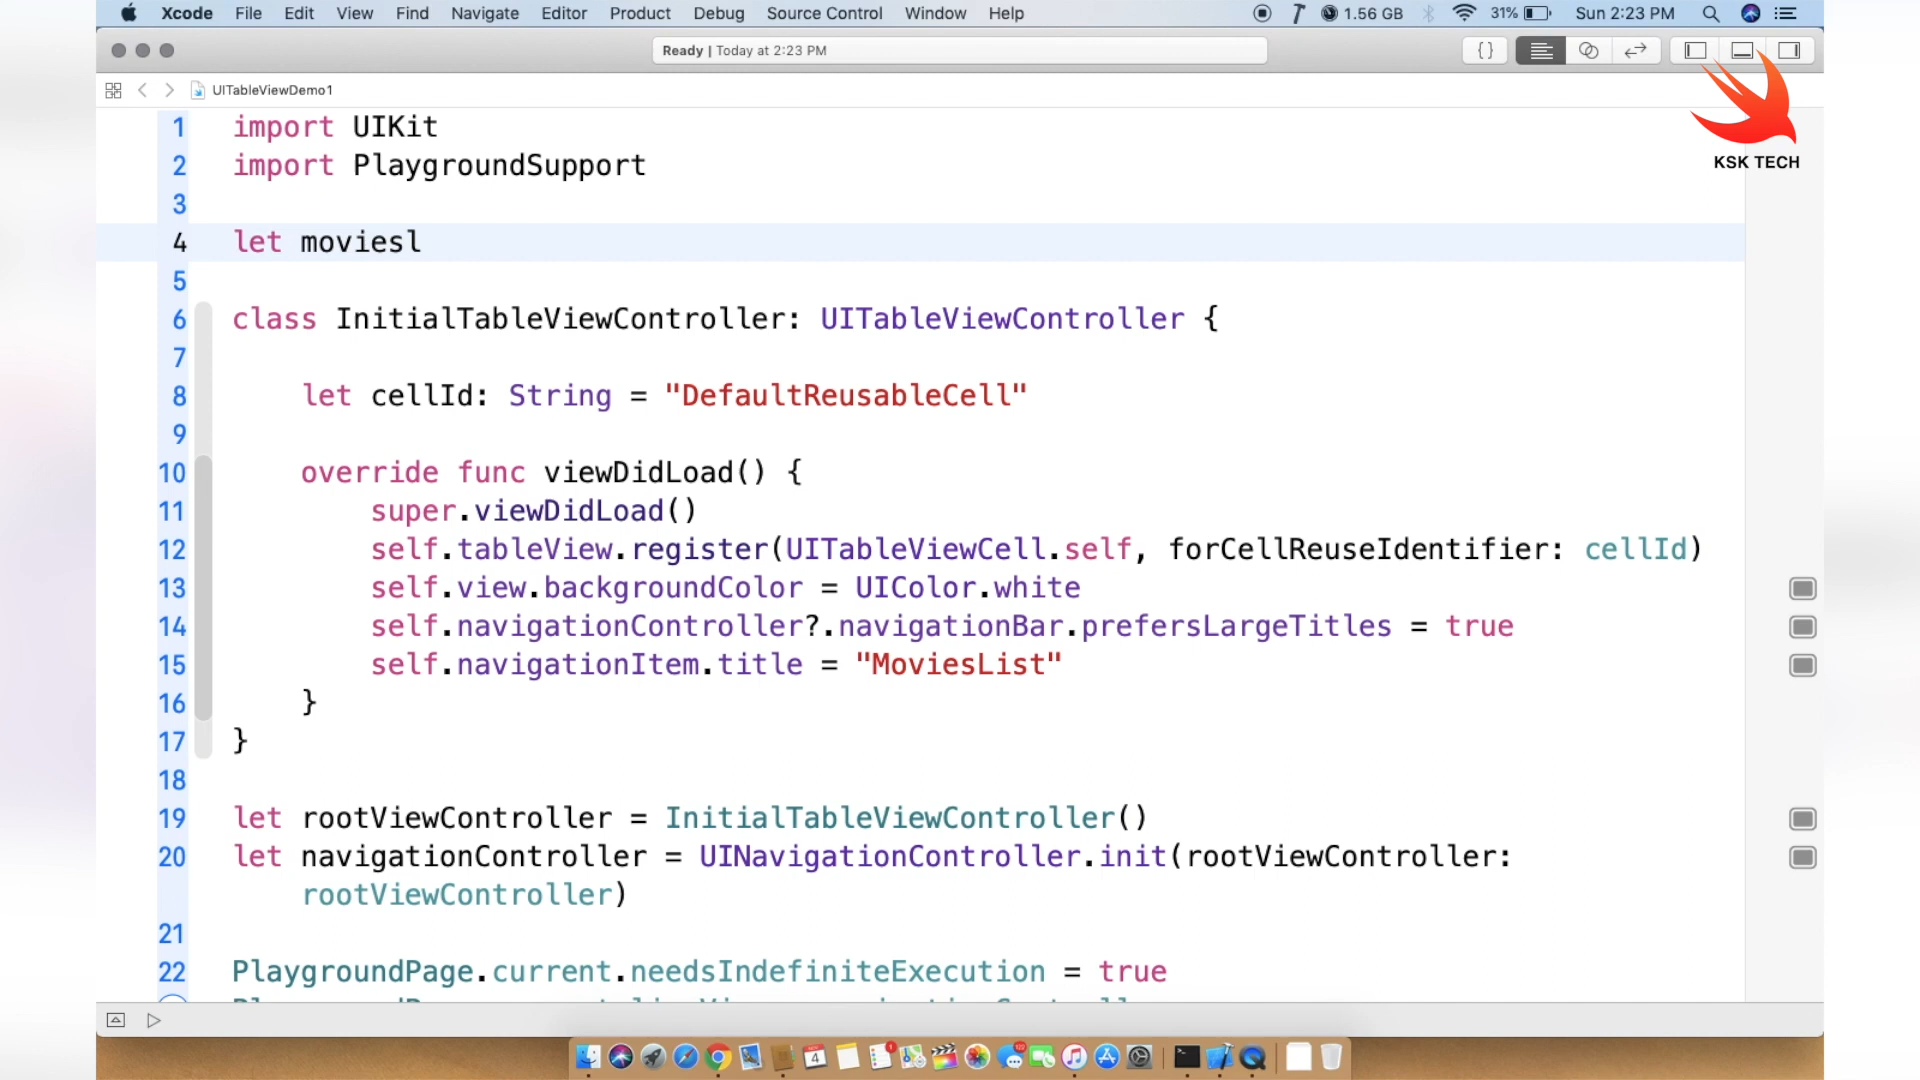 Xcode File Edit View Find Navigate Editor Product Debug Source Control Window Help 1.56 GB 31% Sun 2:23 PM
Ready | Today at 2:23 PM
{ }
UITableViewDemo1
KSK TECH
1 import UIKit
2 import PlaygroundSupport
3
4 let moviesl
5
6 class InitialTableViewController: UITableViewController {
7
8 let cellId: String = "DefaultReusableCell"
9
10 override func viewDidLoad() {
11 super.viewDidLoad()
12 self.tableView.register(UITableViewCell.self, forCellReuseIdentifier: cellId)
13 self.view.backgroundColor = UIColor.white
14 self.navigationController?.navigationBar.prefersLargeTitles = true
15 self.navigationItem.title = "MoviesList"
16 }
17 }
18
19 let rootViewController = InitialTableViewController()
20 let navigationController = UINavigationController.init(rootViewController:
rootViewController)
21
22 PlaygroundPage.current.needsIndefiniteExecution = true